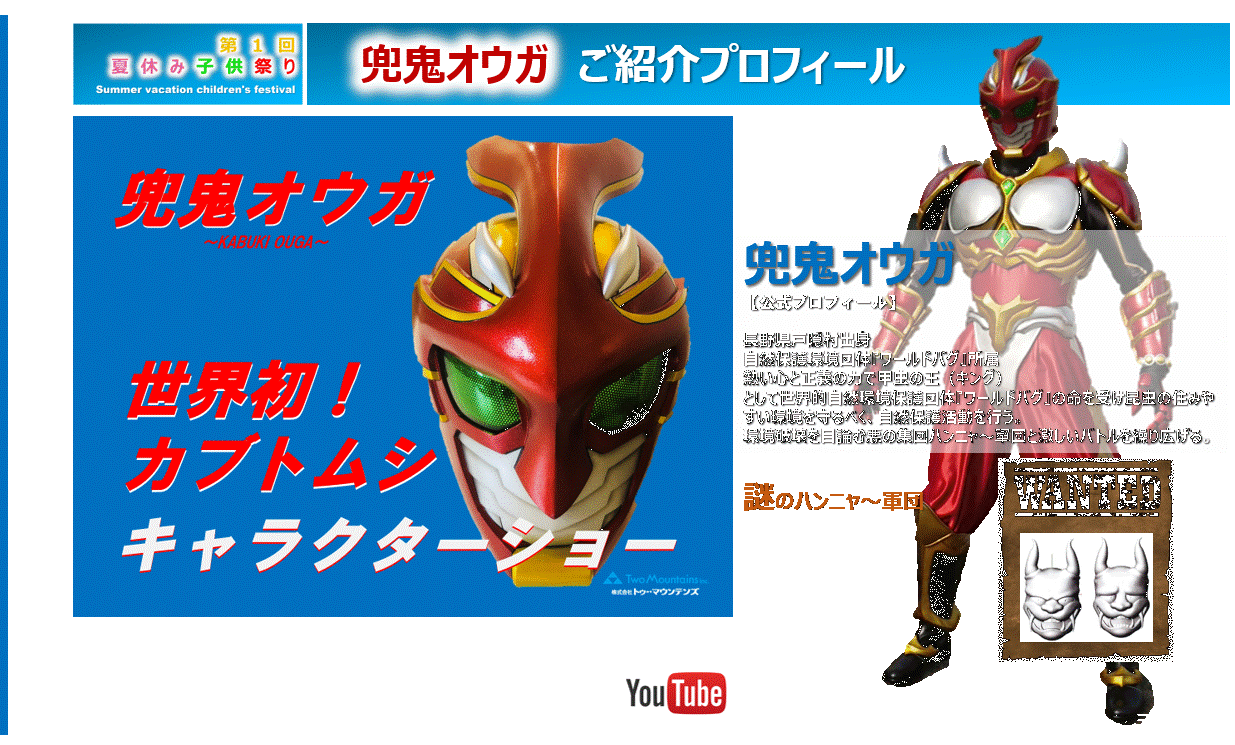 第1回
夏休み子供祭り
Summer vacation children's festival
兜鬼オウガ ご紹介プロフィール
兜鬼オウガ
～KABUKI OUGA～
世界初！
カブトムシ
キャラクターショー
Two Mountains Inc.
株式会社トゥー・マウンテンズ
兜鬼オウガ
【公式プロフィール】
長野県戸隠村出身
自然保護環境団体『ワールドバグ』所属
熱い心と正義の力で甲虫の王（キング）
として世界的自然環境保護団体『ワールドバグ』の命を受け昆虫の住みや
すい環境を守るべく、自然保護活動を行う。
環境破壊を目論む悪の集団ハンニャ～軍団と激しいバトルを繰り広げる。
謎のハンニャ～軍団
WANTED
YouTube